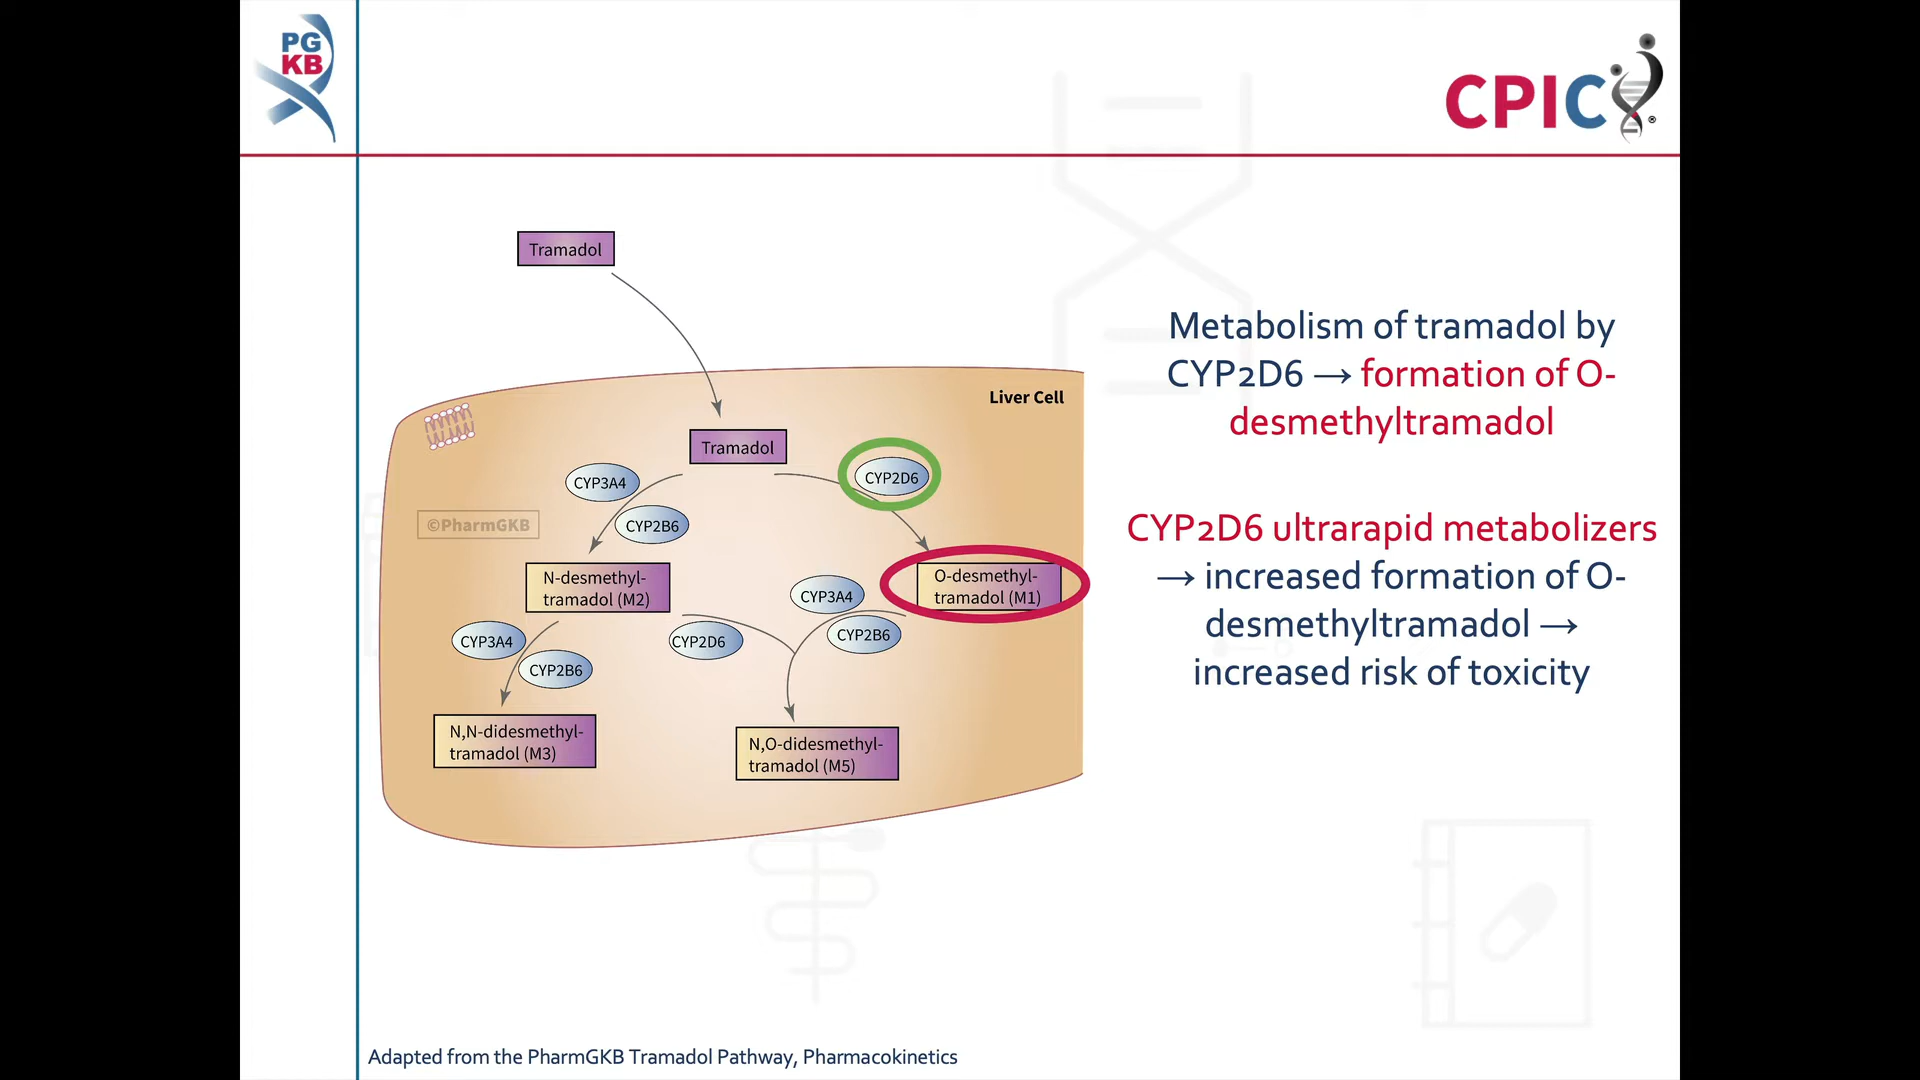 PG
KB
CPIC®
Tramadol
Liver Cell
Tramadol
CYP3A4
CYP2B6
CYP2D6
©PharmGKB
N-desmethyl-
tramadol (M2)
O-desmethyl-
tramadol (M1)
CYP3A4
CYP2B6
CYP2D6
CYP3A4
CYP2B6
N,N-didesmethyl-
tramadol (M3)
N,O-didesmethyl-
tramadol (M5)
Metabolism of tramadol by
CYP2D6 → formation of O-
desmethyltramadol
CYP2D6 ultrarapid metabolizers
→ increased formation of O-
desmethyltramadol →
increased risk of toxicity
Adapted from the PharmGKB Tramadol Pathway, Pharmacokinetics